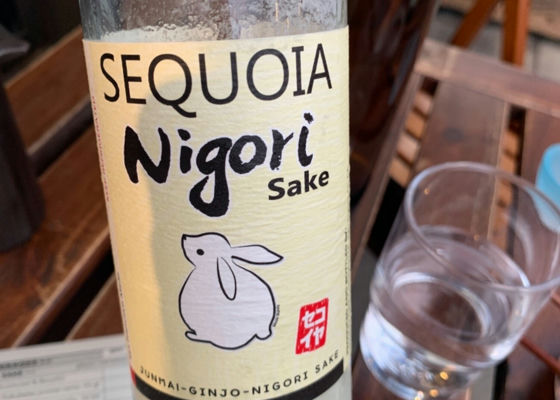 SEQUOIA
Nigori
Sake
セコ
イヤ
JUNMAI-GINJO-NIGORI SAKE